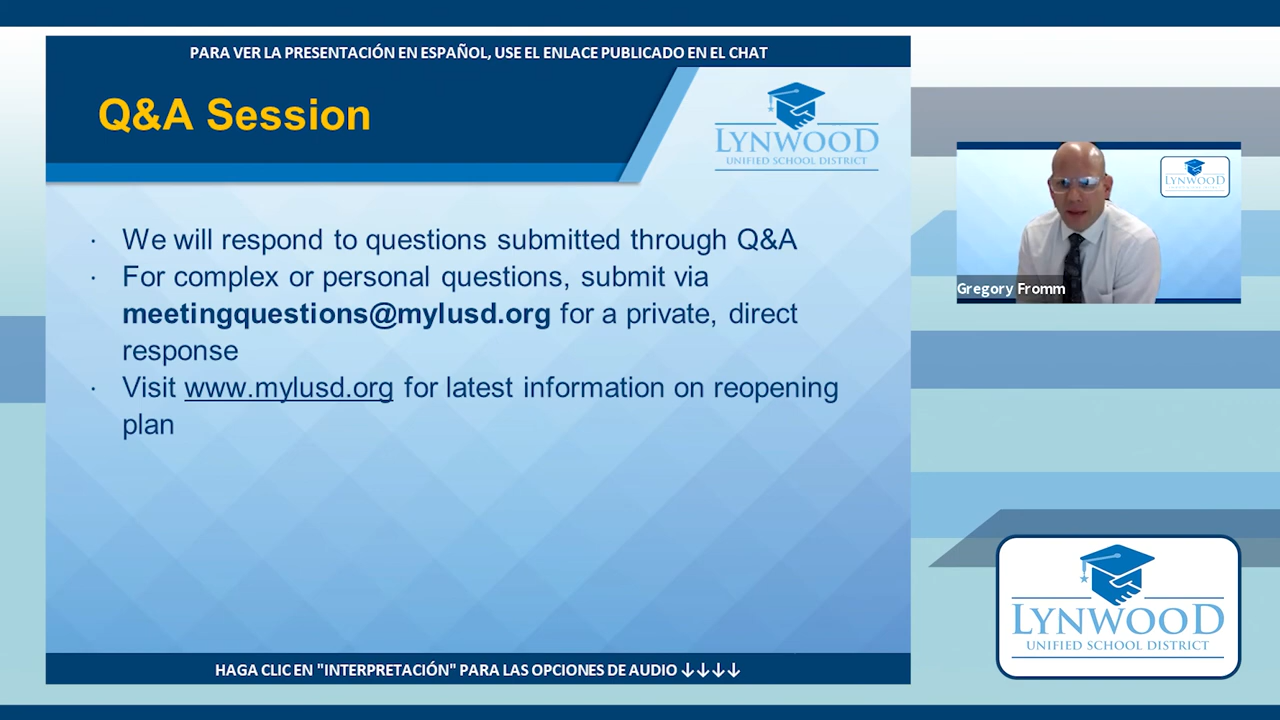 PARA VER LA PRESENTACIÓN EN ESPAÑOL, USE EL ENLACE PUBLICADO EN EL CHAT
Q&A Session
LYNWOOD
UNIFIED SCHOOL DISTRICT
· We will respond to questions submitted through Q&A
· For complex or personal questions, submit via
meetingquestions@mylusd.org for a private, direct
response
· Visit www.mylusd.org for latest information on reopening
plan
HAGA CLIC EN "INTERPRETACIÓN" PARA LAS OPCIONES DE AUDIO ↓↓↓↓
LYNWOOD
Gregory Fromm
LYNWOOD
UNIFIED SCHOOL DISTRICT